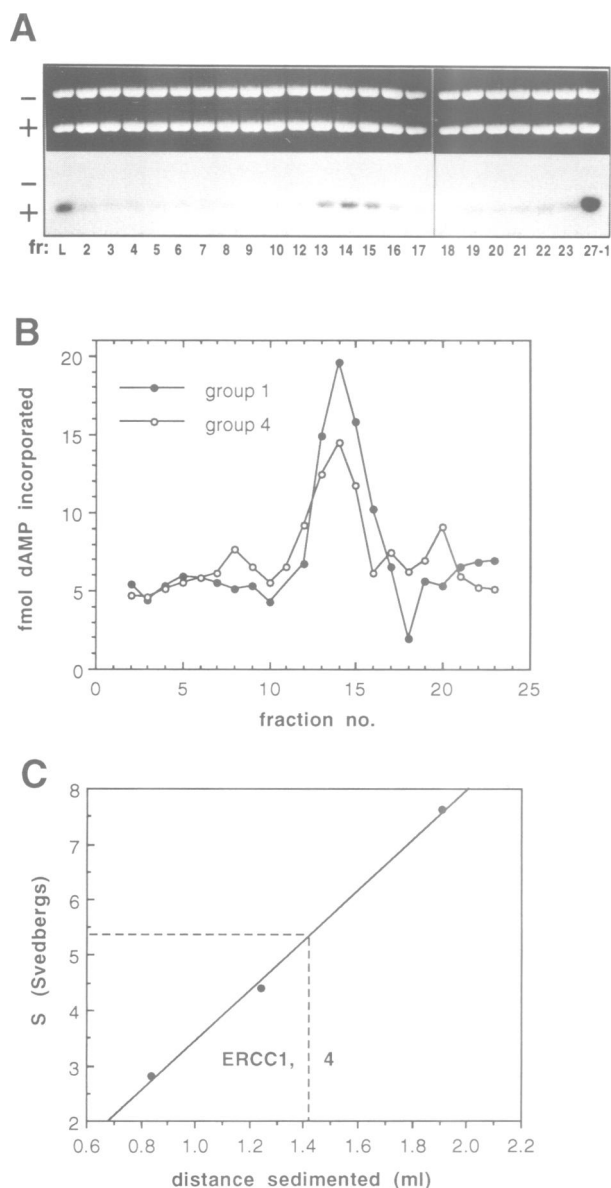 A
−
+
−
+
fr: L 2 3 4 5 6 7 8 9 10 12 13 14 15 16 17 18 19 20 21 22 23 27-1
B
20
15
10
5
0
fmol dAMP incorporated
group 1
group 4
0 5 10 15 20 25
fraction no.
C
8
7
6
5
4
3
2
S (Svedbergs)
ERCC1, 4
0.6 0.8 1.0 1.2 1.4 1.6 1.8 2.0 2.2
distance sedimented (ml)